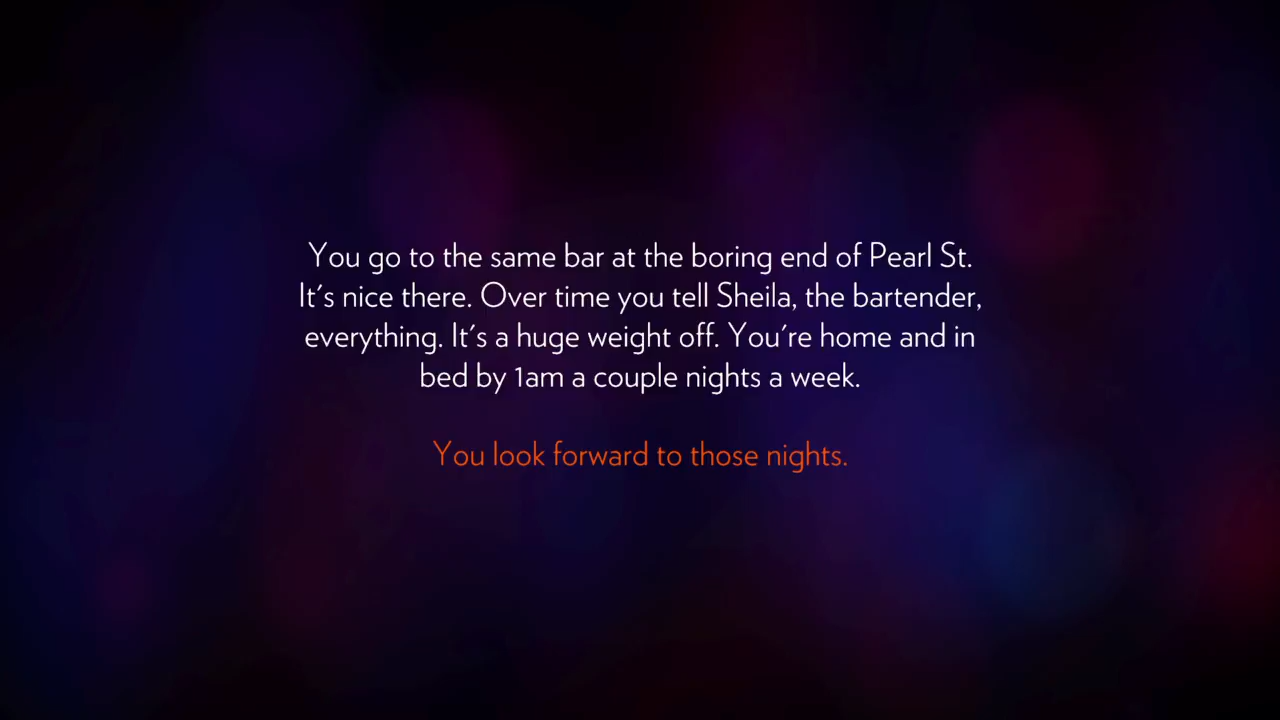 You go to the same bar at the boring end of Pearl St.
It's nice there. Over time you tell Sheila, the bartender,
everything. It's a huge weight off. You're home and in
bed by 1am a couple nights a week.
You look forward to those nights.